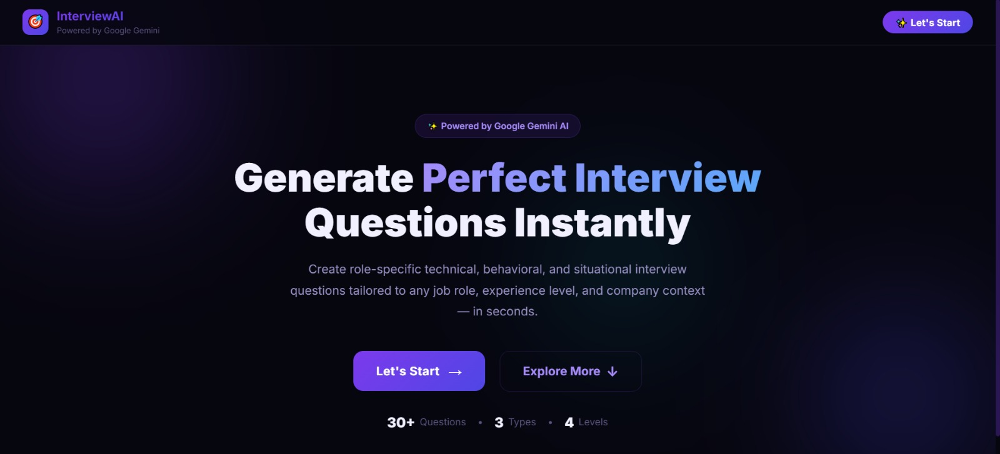 InterviewAI
Powered by Google Gemini
✨ Let's Start
✨ Powered by Google Gemini AI
Generate Perfect Interview
Questions Instantly
Create role-specific technical, behavioral, and situational interview
questions tailored to any job role, experience level, and company context
— in seconds.
Let's Start →
Explore More ↓
30+ Questions • 3 Types • 4 Levels